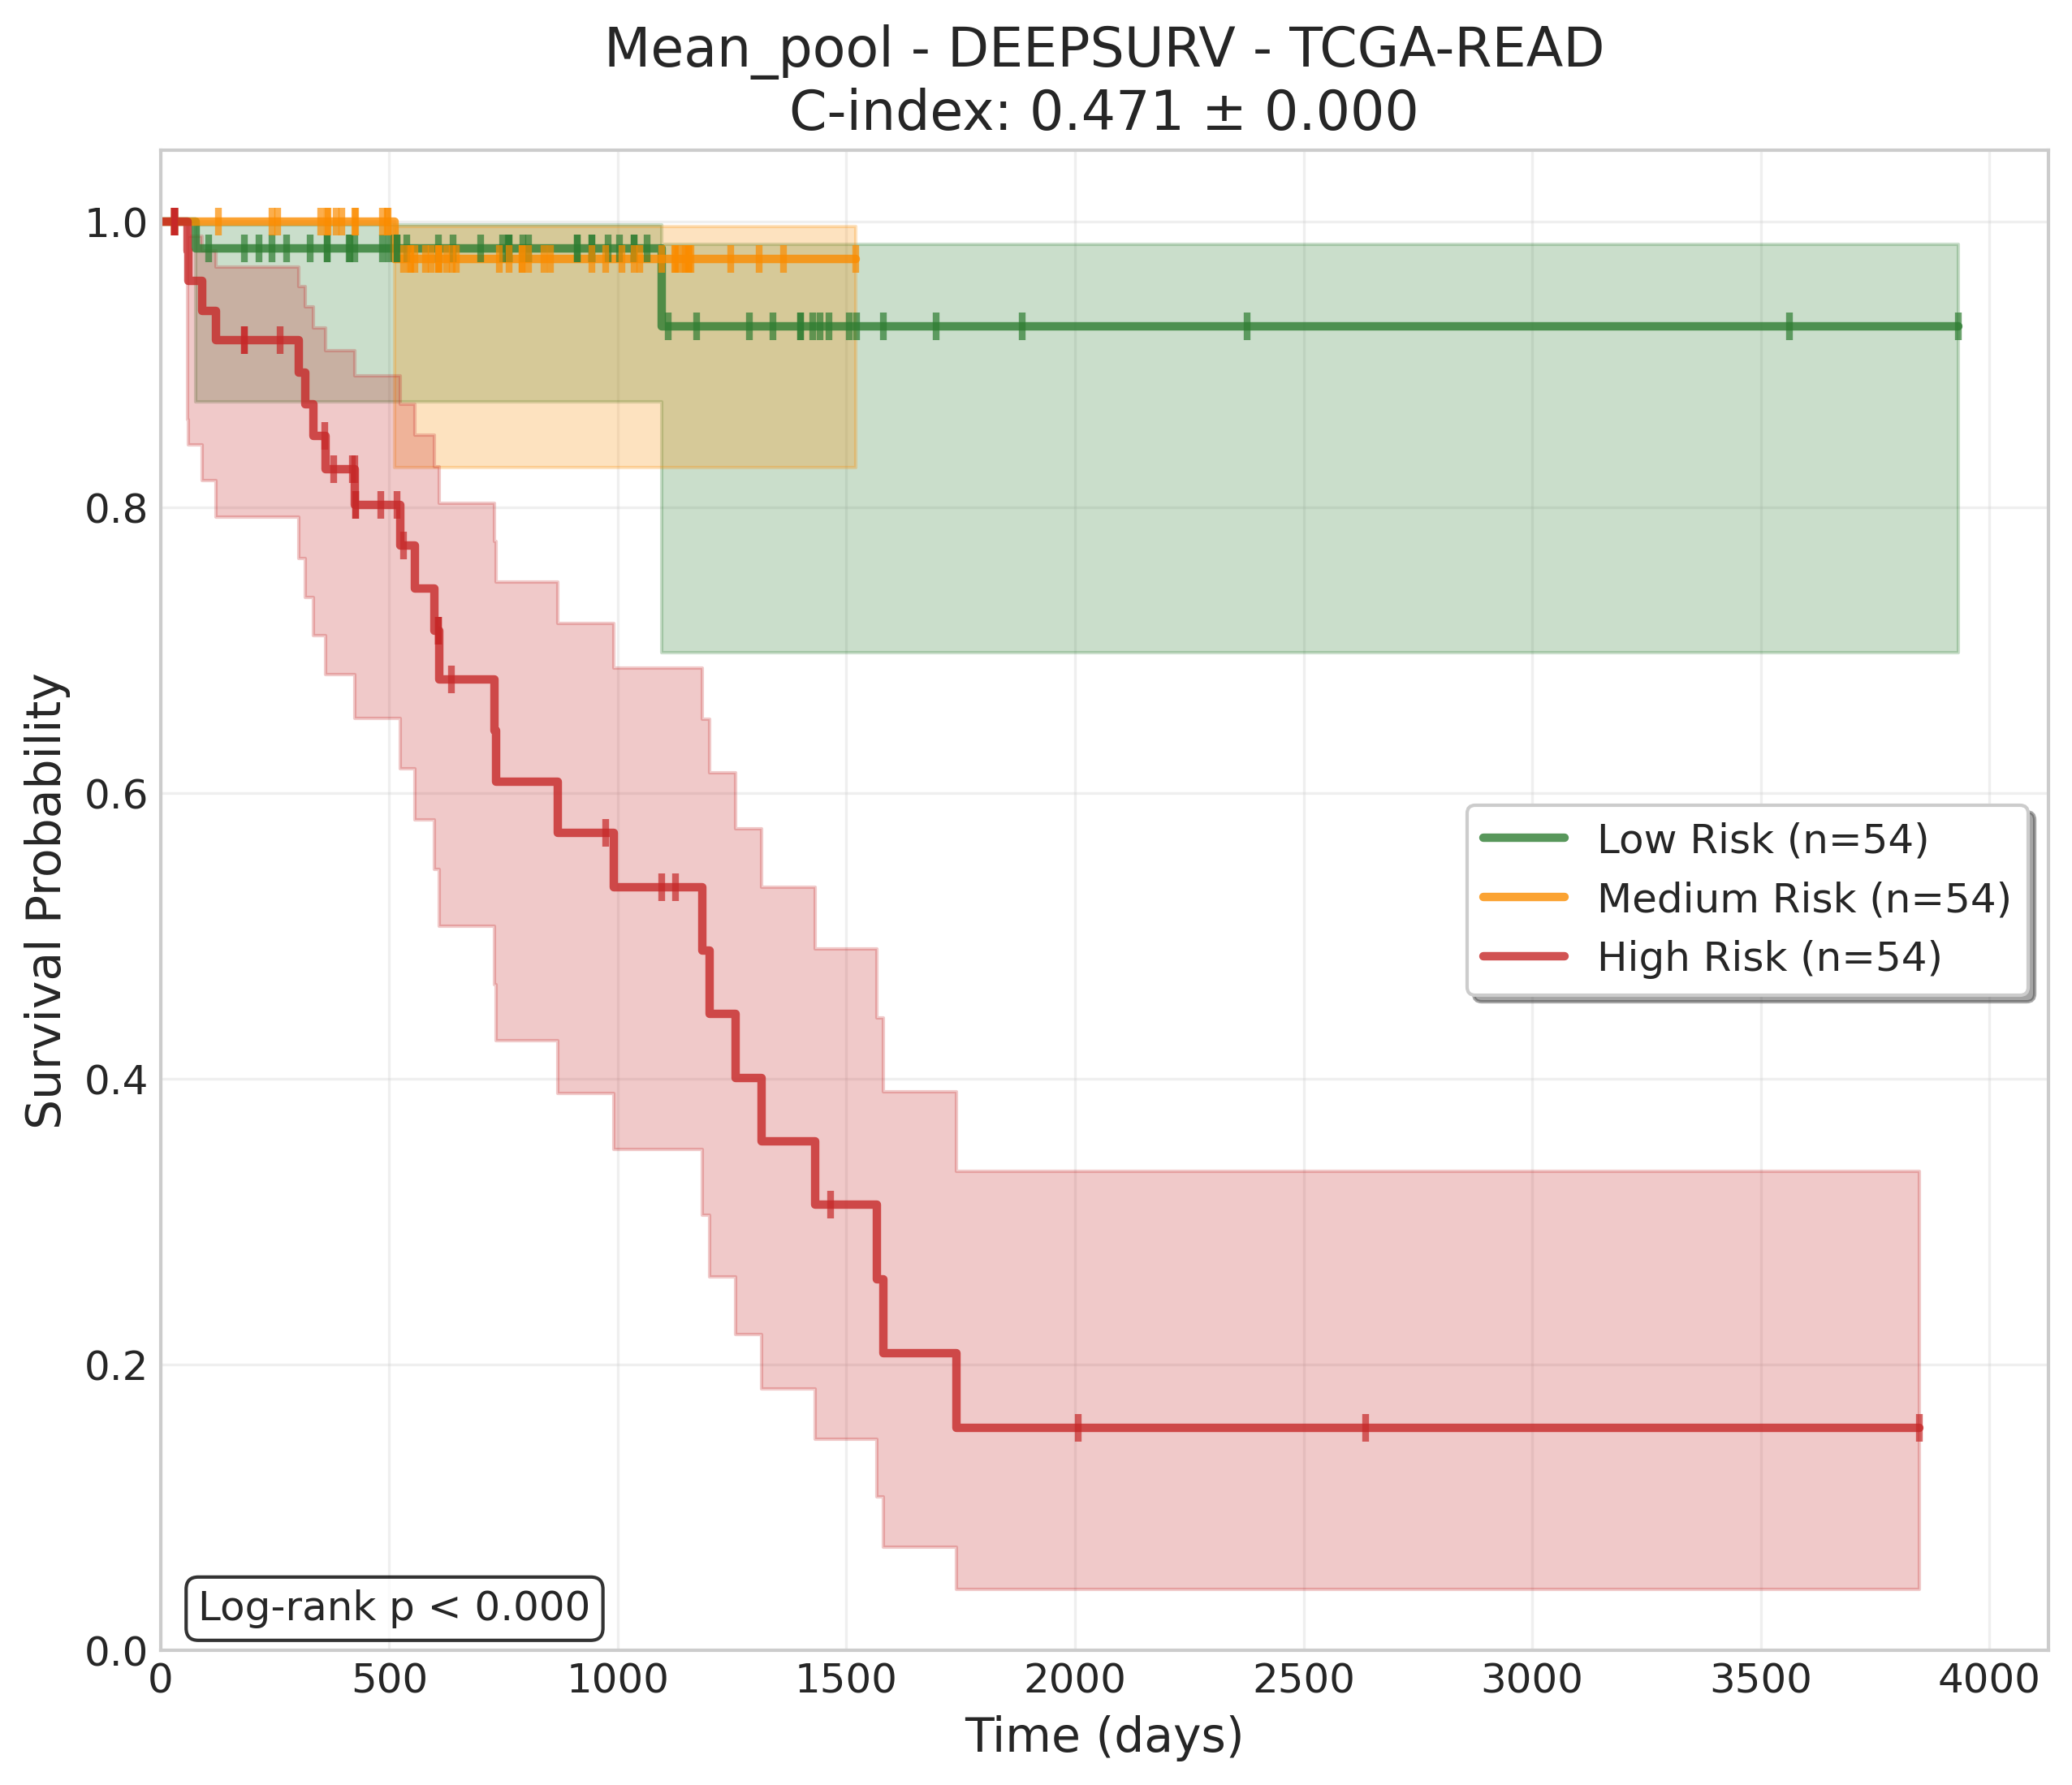 Mean_pool - DEEPSURV - TCGA-READ
C-index: 0.471 ± 0.000
Survival Probability
1.0
0.8
0.6
0.4
0.2
0.0
Low Risk (n=54)
Medium Risk (n=54)
High Risk (n=54)
Log-rank p < 0.000
0 500 1000 1500 2000 2500 3000 3500 4000
Time (days)